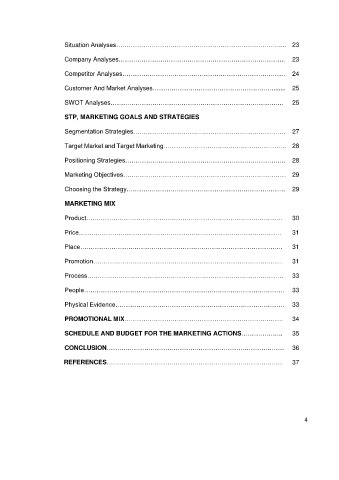 Situation Analyses……………………………………………………………………... 23
Company Analyses…………………………………………………………………….. 23
Competitor Analyses………………………………………………………………….. 24
Customer And Market Analyses……………………………………………………... 25
SWOT Analyses………………………………………………………………………. 25
STP, MARKETING GOALS AND STRATEGIES
Segmentation Strategies……………………………………………………………… 27
Target Market and Target Marketing………………………………………………… 28
Positioning Strategies………………………………………………………………… 28
Marketing Objectives………………………………………………………………… 29
Choosing the Strategy………………………………………………………………... 29
MARKETING MIX
Product………………………………………………………………………………… 30
Price…………………………………………………………………………………… 31
Place…………………………………………………………………………………… 31
Promotion……………………………………………………………………………… 31
Process………………………………………………………………………………… 33
People…………………………………………………………………………………. 33
Physical Evidence……………………………………………………………………. 33
PROMOTIONAL MIX………………………………………………………………… 34
SCHEDULE AND BUDGET FOR THE MARKETING ACTIONS……………….. 35
CONCLUSION………………………………………………………………………... 36
REFERENCES………………………………………………………………………… 37
4